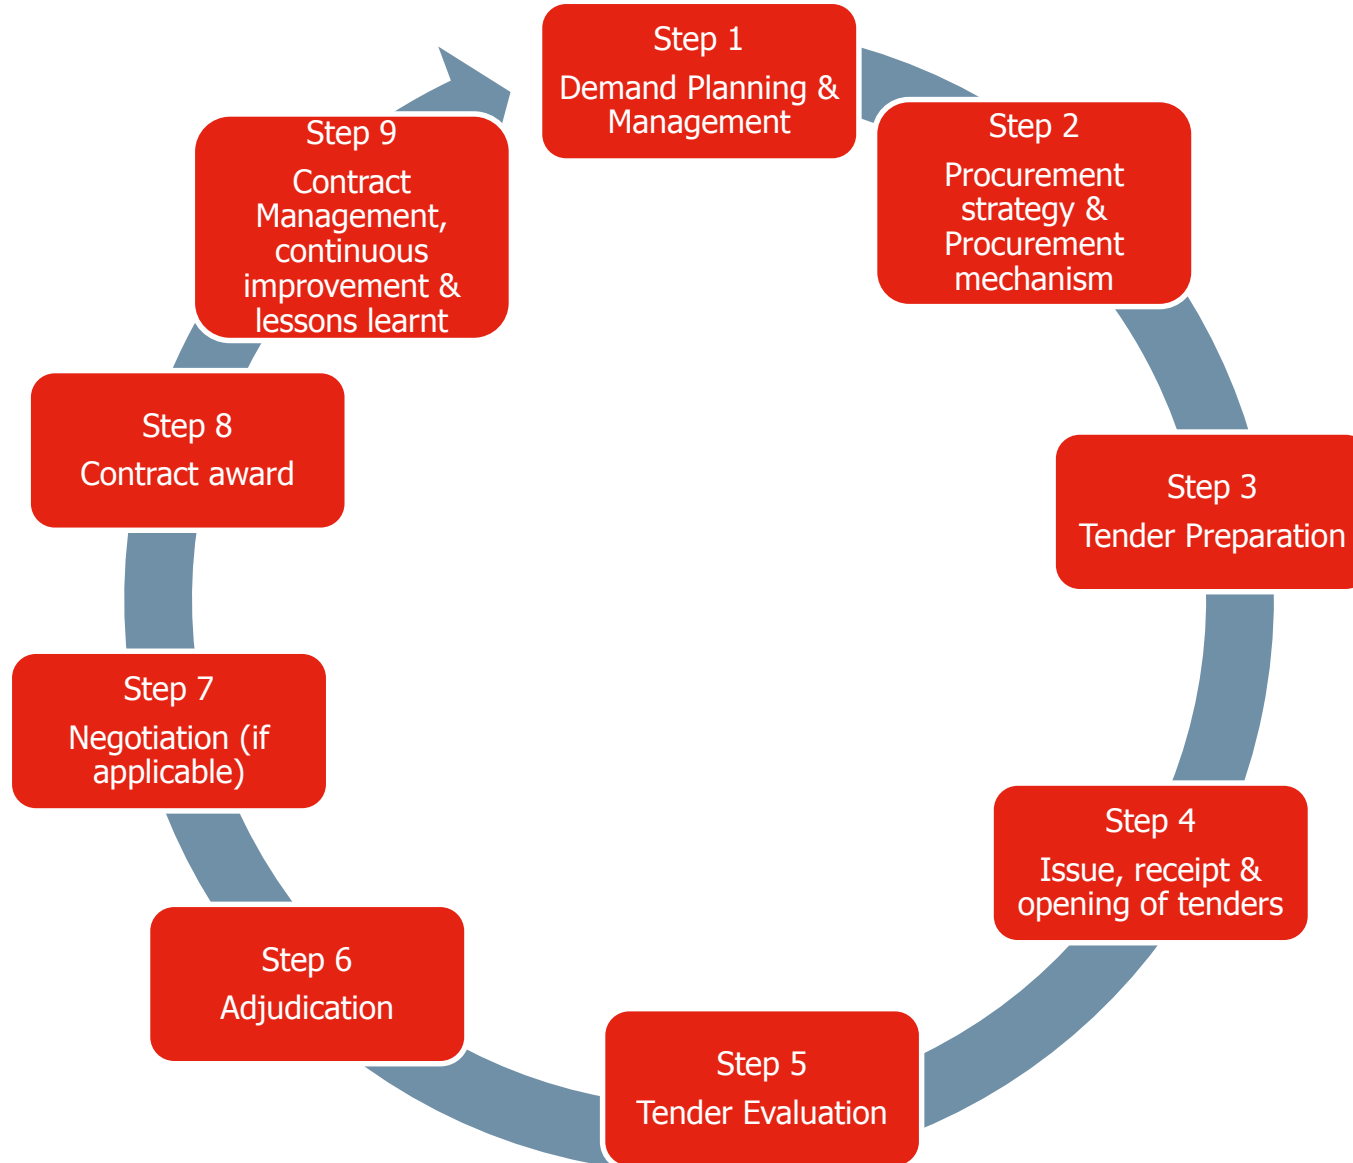 Step 1
Demand Planning &
Management
Step 2
Procurement
strategy &
Procurement
mechanism
Step 3
Tender Preparation
Step 4
Issue, receipt &
opening of tenders
Step 5
Tender Evaluation
Step 6
Adjudication
Step 7
Negotiation (if
applicable)
Step 8
Contract award
Step 9
Contract
Management,
continuous
improvement &
lessons learnt